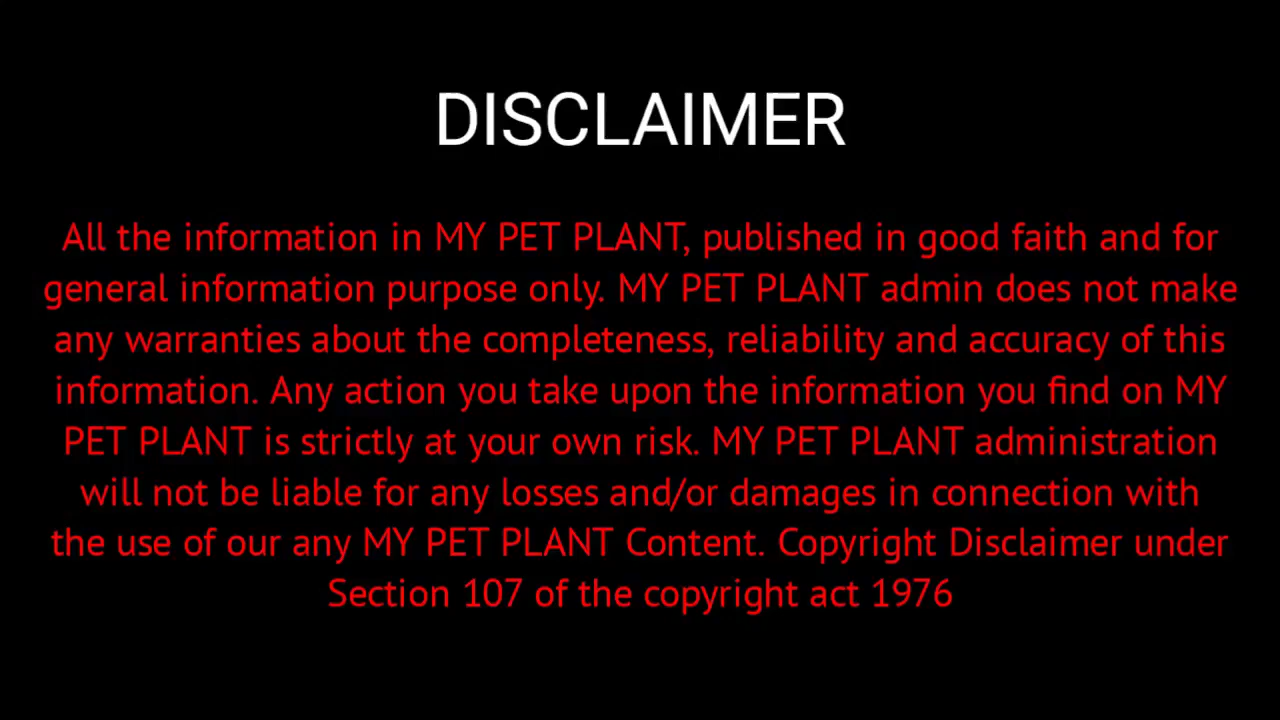 DISCLAIMER
All the information in MY PET PLANT, published in good faith and for
general information purpose only. MY PET PLANT admin does not make
any warranties about the completeness, reliability and accuracy of this
information. Any action you take upon the information you find on MY
PET PLANT is strictly at your own risk. MY PET PLANT administration
will not be liable for any losses and/or damages in connection with
the use of our any MY PET PLANT Content. Copyright Disclaimer under
Section 107 of the copyright act 1976